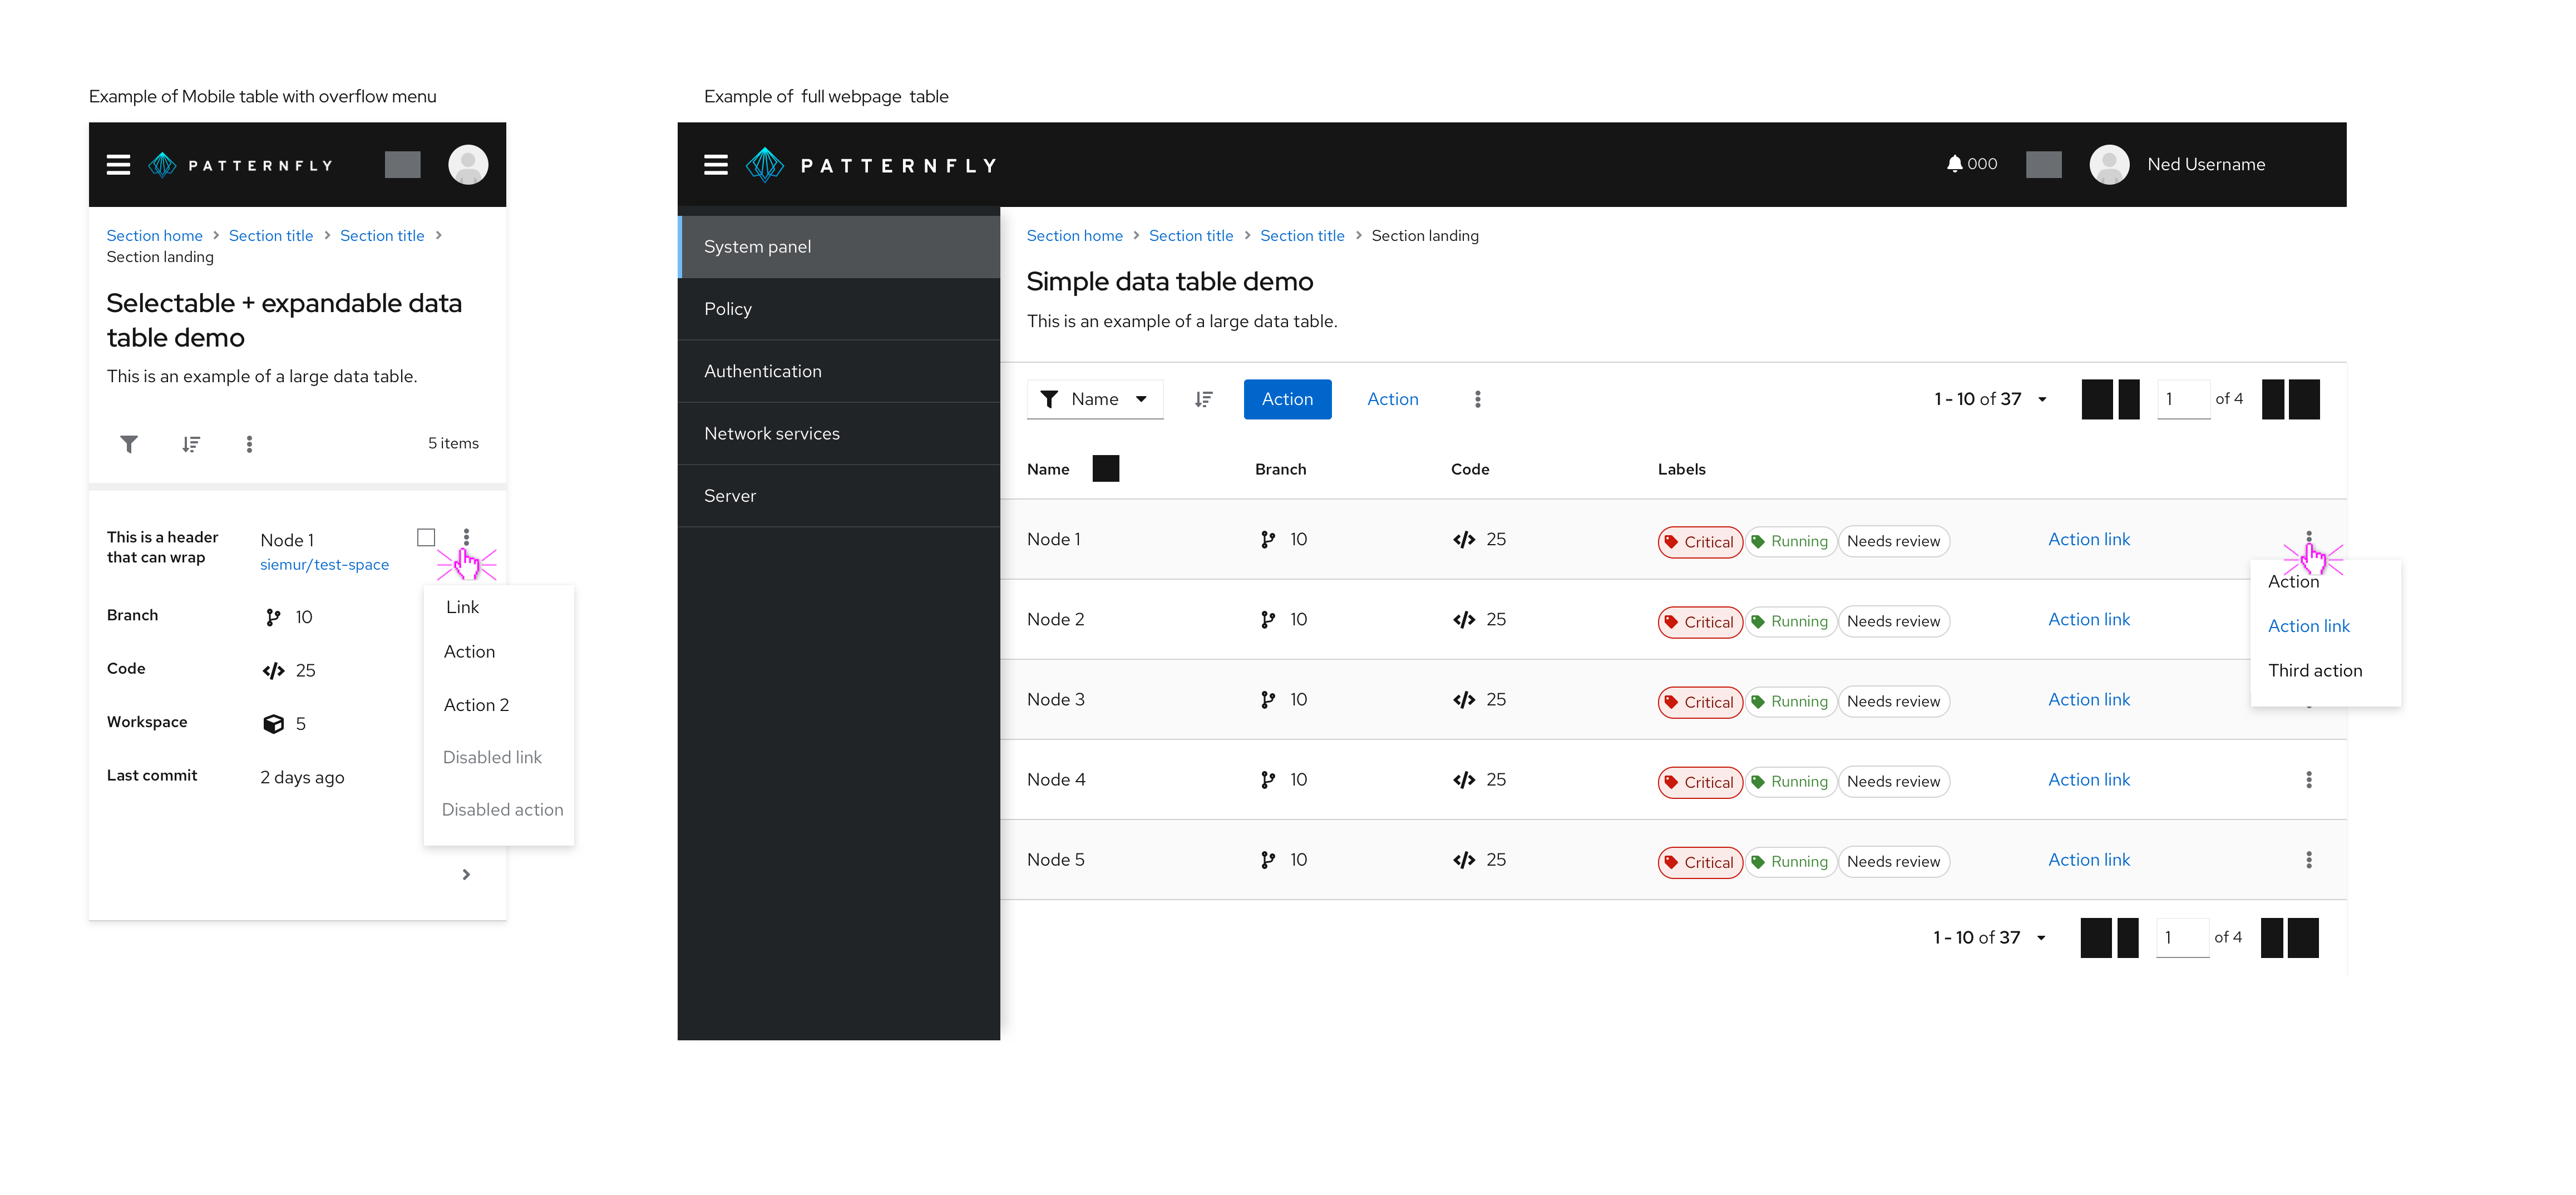 Example of Mobile table with overflow menu
PATTERNFLY
Section home > Section title > Section title >
Section landing
Selectable + expandable data
table demo
This is an example of a large data table.
5 items
This is a header
that can wrap
Node 1
siemur/test-space
Branch
10
Code
25
Workspace
5
Last commit
2 days ago
Link
Action
Action 2
Disabled link
Disabled action
Example of full webpage table
PATTERNFLY
000
Ned Username
System panel
Policy
Authentication
Network services
Server
Section home > Section title > Section title > Section landing
Simple data table demo
This is an example of a large data table.
Name
Action
Action
1 - 10 of 37
1
of 4
Name Branch Code Labels
Node 1 10 25 Critical Running Needs review Action link
Node 2 10 25 Critical Running Needs review Action link
Node 3 10 25 Critical Running Needs review Action link
Node 4 10 25 Critical Running Needs review Action link
Node 5 10 25 Critical Running Needs review Action link
Action
Action link
Third action
1 - 10 of 37
1
of 4